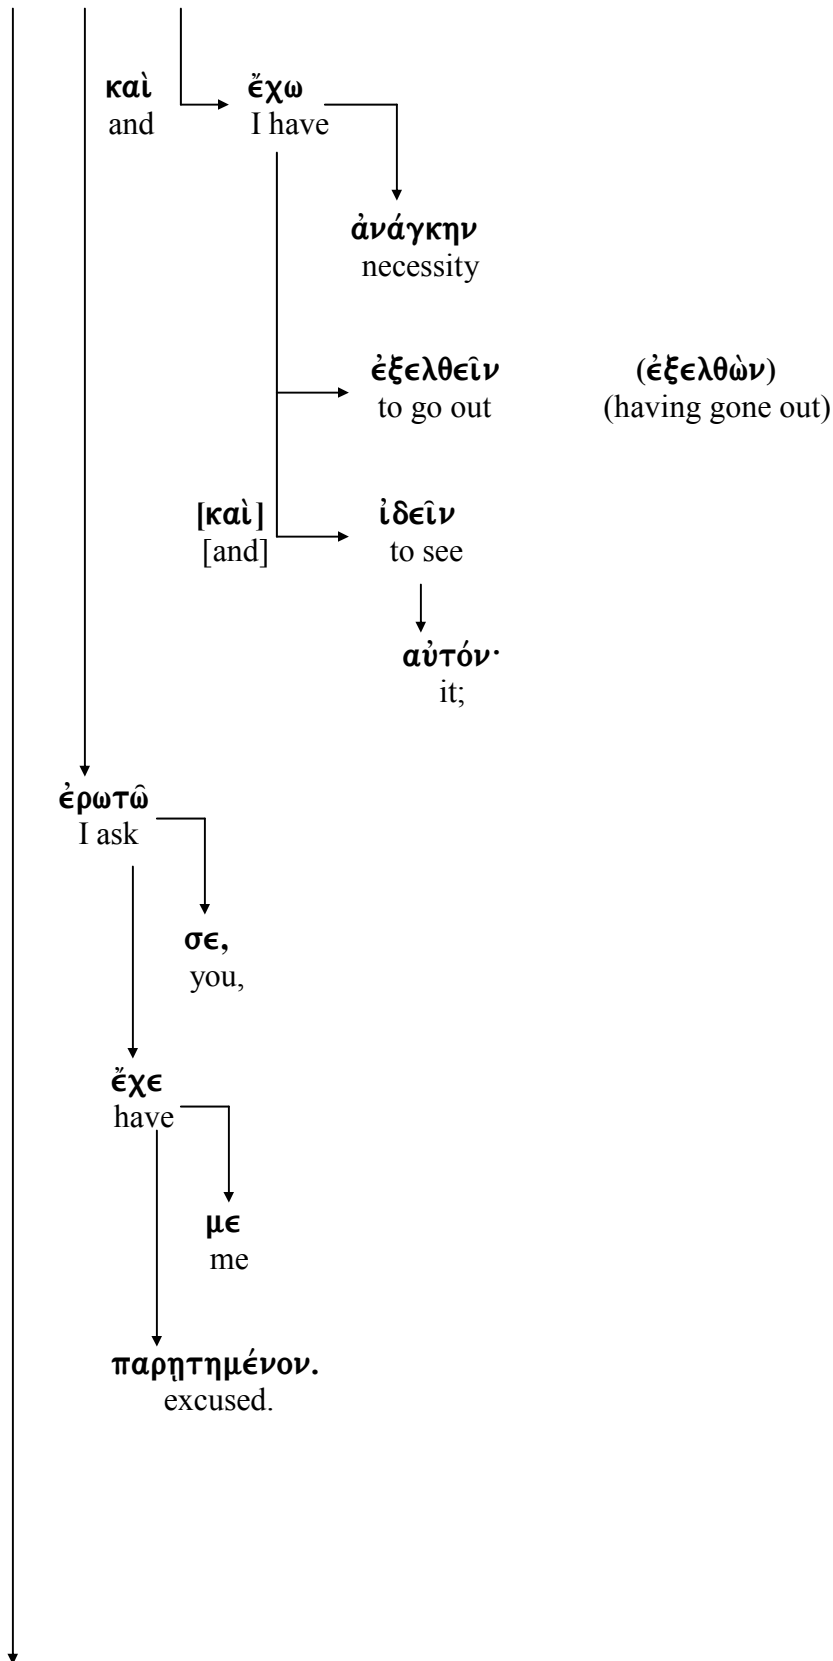 καὶ ἔχω
and I have
ἀνάγκην
necessity
ἐξελθεῖν (ἐξελθὼν)
to go out (having gone out)
[καὶ] ἰδεῖν
[and] to see
αὐτόν·
it;
ἐρωτῶ
I ask
σε,
you,
ἔχε
have
με
me
παρῃτημένον.
excused.